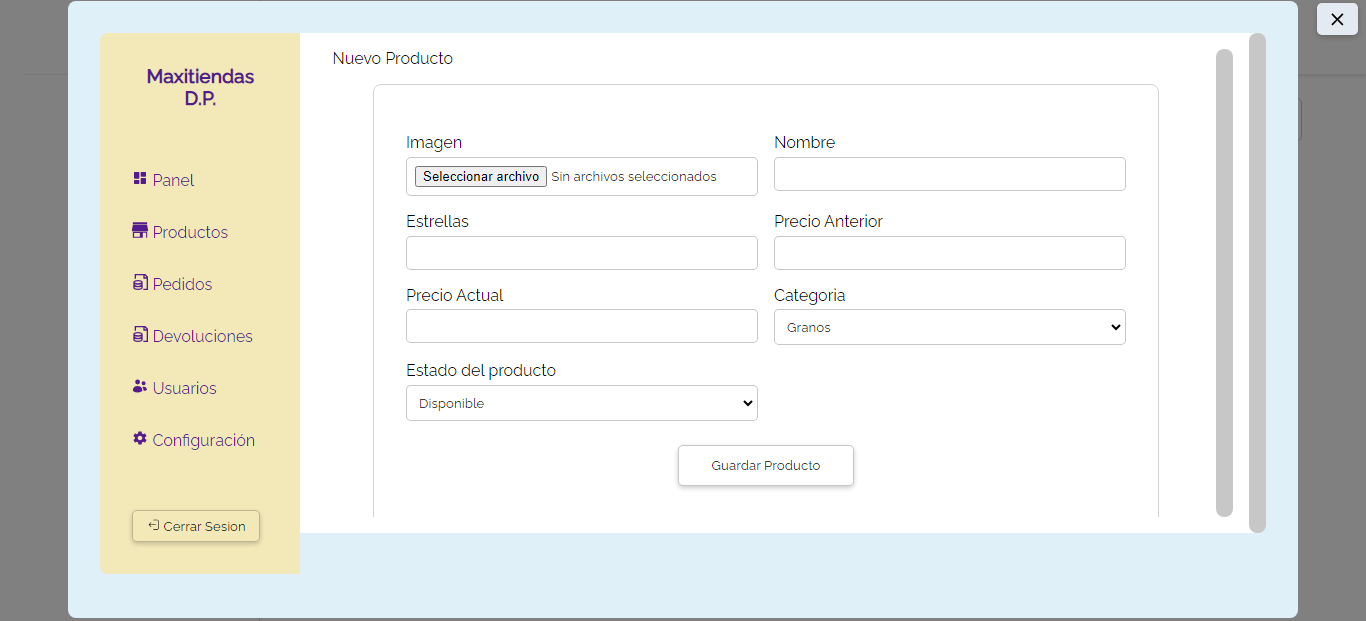 Maxitiendas
D.P.
Panel
Productos
Pedidos
Devoluciones
Usuarios
Configuración
Cerrar Sesion
Nuevo Producto
Imagen
Seleccionar archivo Sin archivos seleccionados
Nombre
Estrellas
Precio Anterior
Precio Actual
Categoria
Granos
Estado del producto
Disponible
Guardar Producto